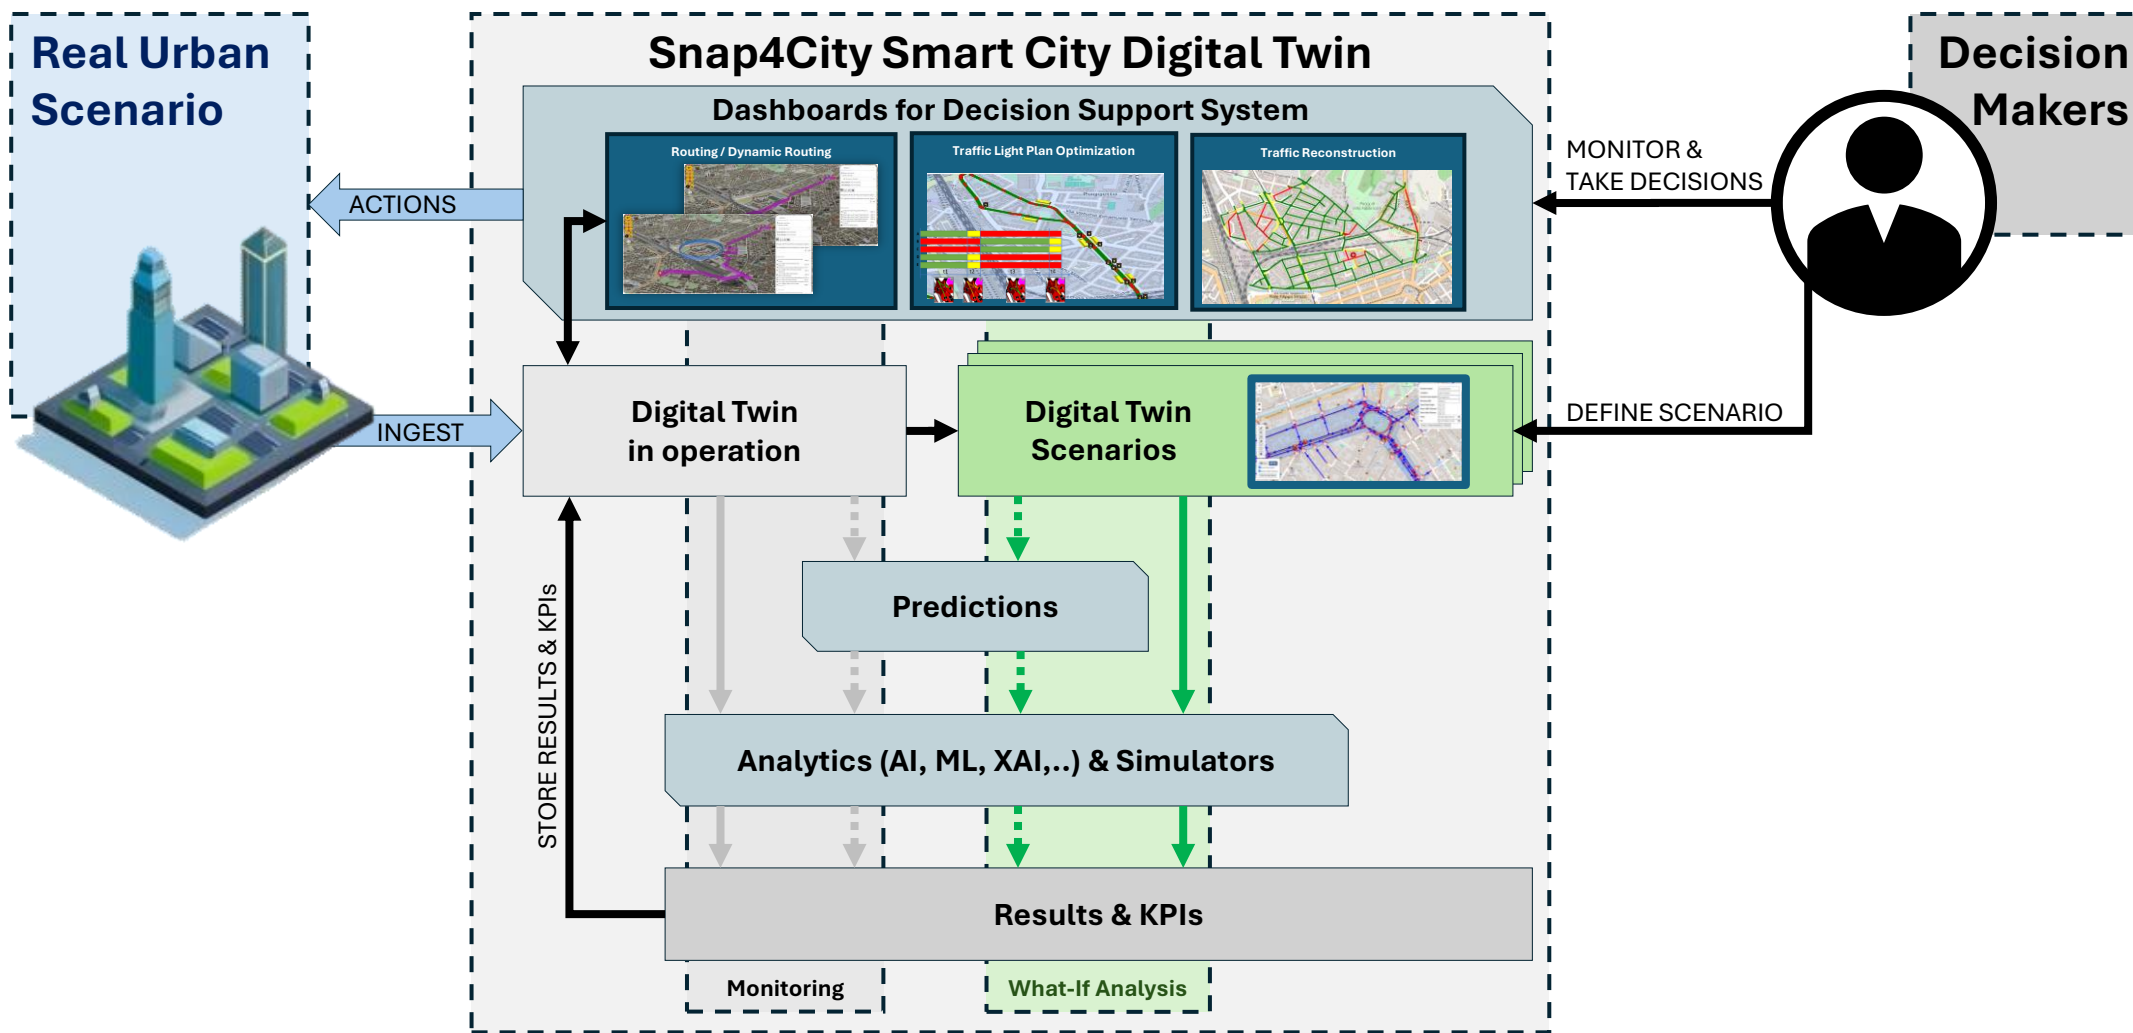 Real Urban
Scenario
Snap4City Smart City Digital Twin
Decision
Makers
Dashboards for Decision Support System
Routing / Dynamic Routing
Traffic Light Plan Optimization
Traffic Reconstruction
MONITOR &
TAKE DECISIONS
ACTIONS
INGEST
Digital Twin
in operation
Digital Twin
Scenarios
DEFINE SCENARIO
Predictions
STORE RESULTS & KPIs
Analytics (AI, ML, XAI,..) & Simulators
Results & KPIs
Monitoring
What-If Analysis